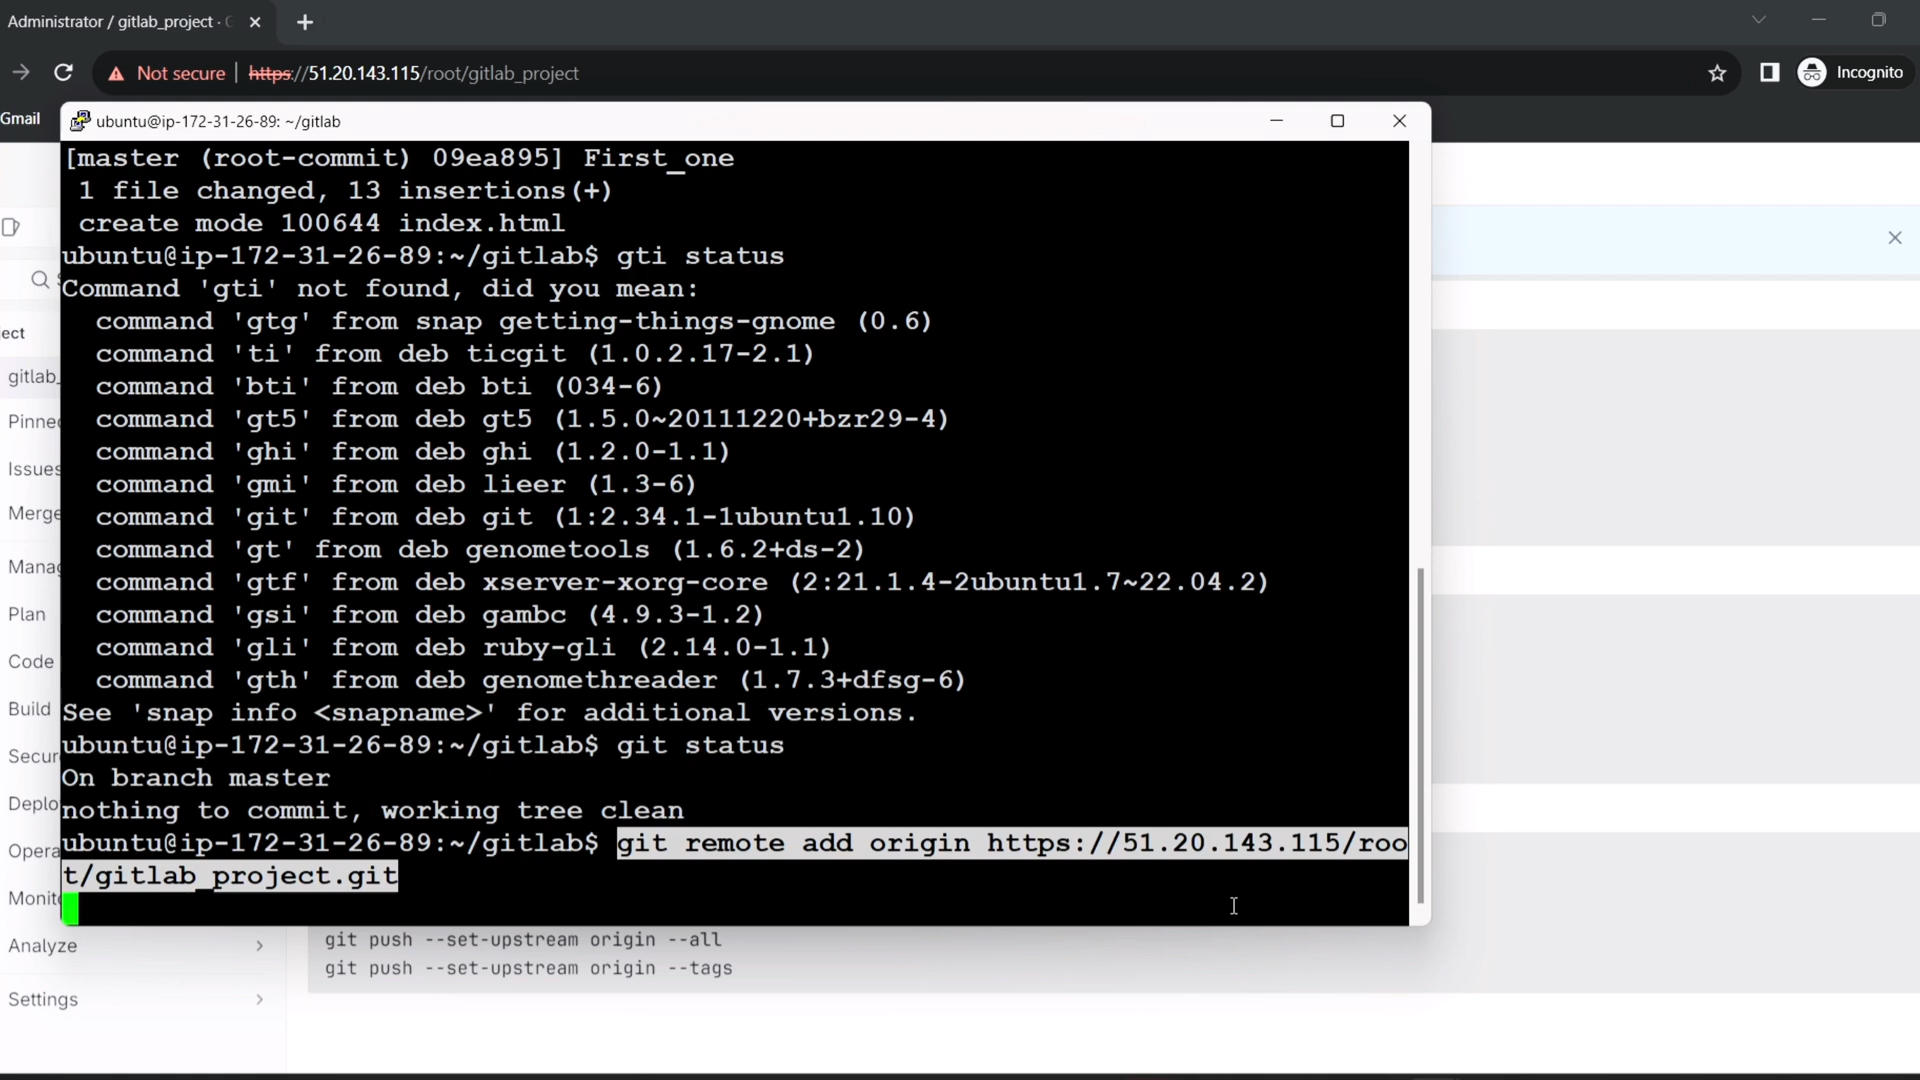 Administrator / gitlab_project ·
Not secure
https://51.20.143.115/root/gitlab_project
Incognito
Gmail
ubuntu@ip-172-31-26-89: ~/gitlab
[master (root-commit) 09ea895] First_one
1 file changed, 13 insertions(+)
create mode 100644 index.html
ubuntu@ip-172-31-26-89:~/gitlab$ gti status
Command 'gti' not found, did you mean:
command 'gtg' from snap getting-things-gnome (0.6)
command 'ti' from deb ticgit (1.0.2.17-2.1)
command 'bti' from deb bti (034-6)
command 'gt5' from deb gt5 (1.5.0~20111220+bzr29-4)
command 'ghi' from deb ghi (1.2.0-1.1)
command 'gmi' from deb lieer (1.3-6)
command 'git' from deb git (1:2.34.1-1ubuntu1.10)
command 'gt' from deb genometools (1.6.2+ds-2)
command 'gtf' from deb xserver-xorg-core (2:21.1.4-2ubuntu1.7~22.04.2)
command 'gsi' from deb gambc (4.9.3-1.2)
command 'gli' from deb ruby-gli (2.14.0-1.1)
command 'gth' from deb genomethreader (1.7.3+dfsg-6)
See 'snap info <snapname>' for additional versions.
ubuntu@ip-172-31-26-89:~/gitlab$ git status
On branch master
nothing to commit, working tree clean
ubuntu@ip-172-31-26-89:~/gitlab$ git remote add origin https://51.20.143.115/roo
t/gitlab_project.git
ect
gitlab_
Pinned
Issues
Merge
Manag
Plan
Code
Build
Secur
Deplo
Opera
Monito
Analyze
Settings
git push --set-upstream origin --all
git push --set-upstream origin --tags